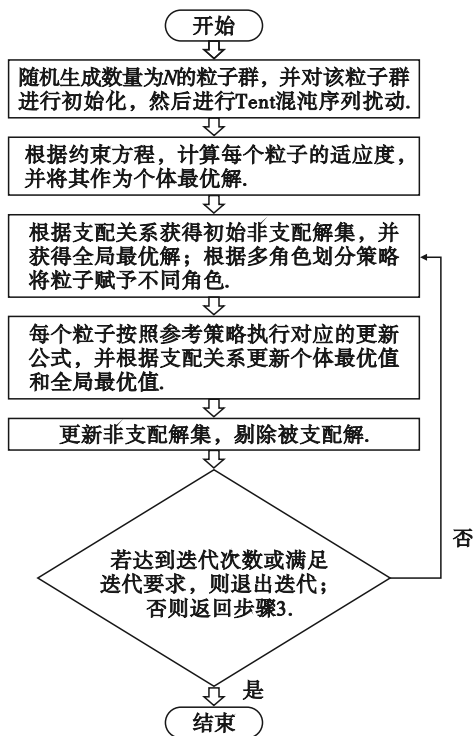 开始
随机生成数量为N的粒子群，并对该粒子群
进行初始化，然后进行Tent混沌序列扰动.
根据约束方程，计算每个粒子的适应度，
并将其作为个体最优解.
根据支配关系获得初始非支配解集，并
获得全局最优解；根据多角色划分策略
将粒子赋予不同角色.
每个粒子按照参考策略执行对应的更新
公式，并根据支配关系更新个体最优值
和全局最优值.
更新非支配解集，剔除被支配解.
若达到迭代次数或满足
迭代要求，则退出迭代；
否则返回步骤3.
否
是
结束